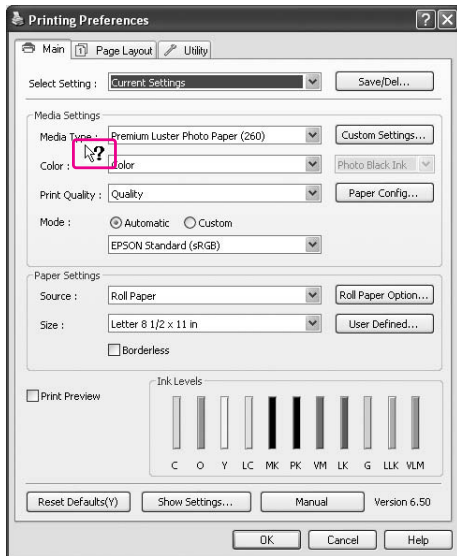 Printing Preferences
Main Page Layout Utility
Select Setting : Current Settings Save/Del...
Media Settings
Media Type : Premium Luster Photo Paper (260) Custom Settings...
Color : Color Photo Black Ink
Print Quality : Quality Paper Config...
Mode : Automatic Custom
EPSON Standard (sRGB)
Paper Settings
Source : Roll Paper Roll Paper Option...
Size : Letter 8 1/2 x 11 in User Defined...
Borderless
Print Preview
Ink Levels
C O Y LC MK PK VM LK G LLK VLM
Reset Defaults(Y) Show Settings... Manual Version 6.50
OK Cancel Help